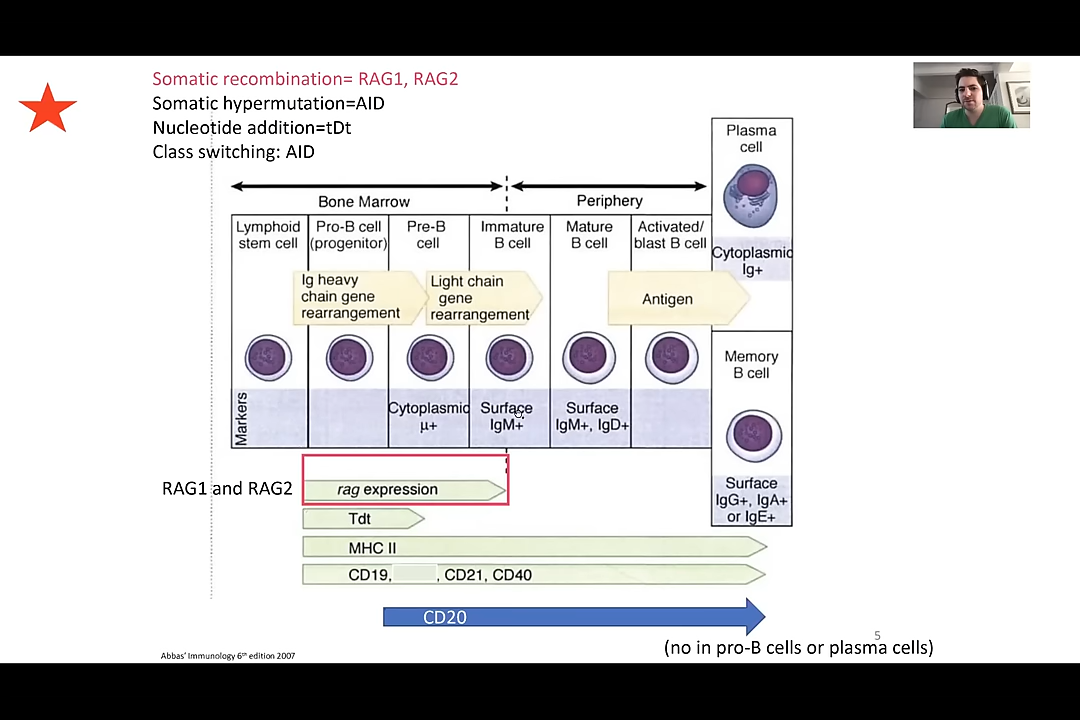 Somatic recombination= RAG1, RAG2
Somatic hypermutation=AID
Nucleotide addition=tDt
Class switching: AID
Bone Marrow
Periphery
Lymphoid
stem cell
Pro-B cell
(progenitor)
Pre-B
cell
Immature
B cell
Mature
B cell
Activated/
blast B cell
Plasma
cell
Cytoplasmic
Ig+
Ig heavy
chain gene
rearrangement
Light chain
gene
rearrangement
Antigen
Memory
B cell
Markers
Cytoplasmic
µ+
Surface
IgM+
Surface
IgM+, IgD+
Surface
IgG+, IgA+
or IgE+
RAG1 and RAG2
rag expression
Tdt
MHC II
CD19, , CD21, CD40
CD20
5
(no in pro-B cells or plasma cells)
Abbas' Immunology 6th edition 2007